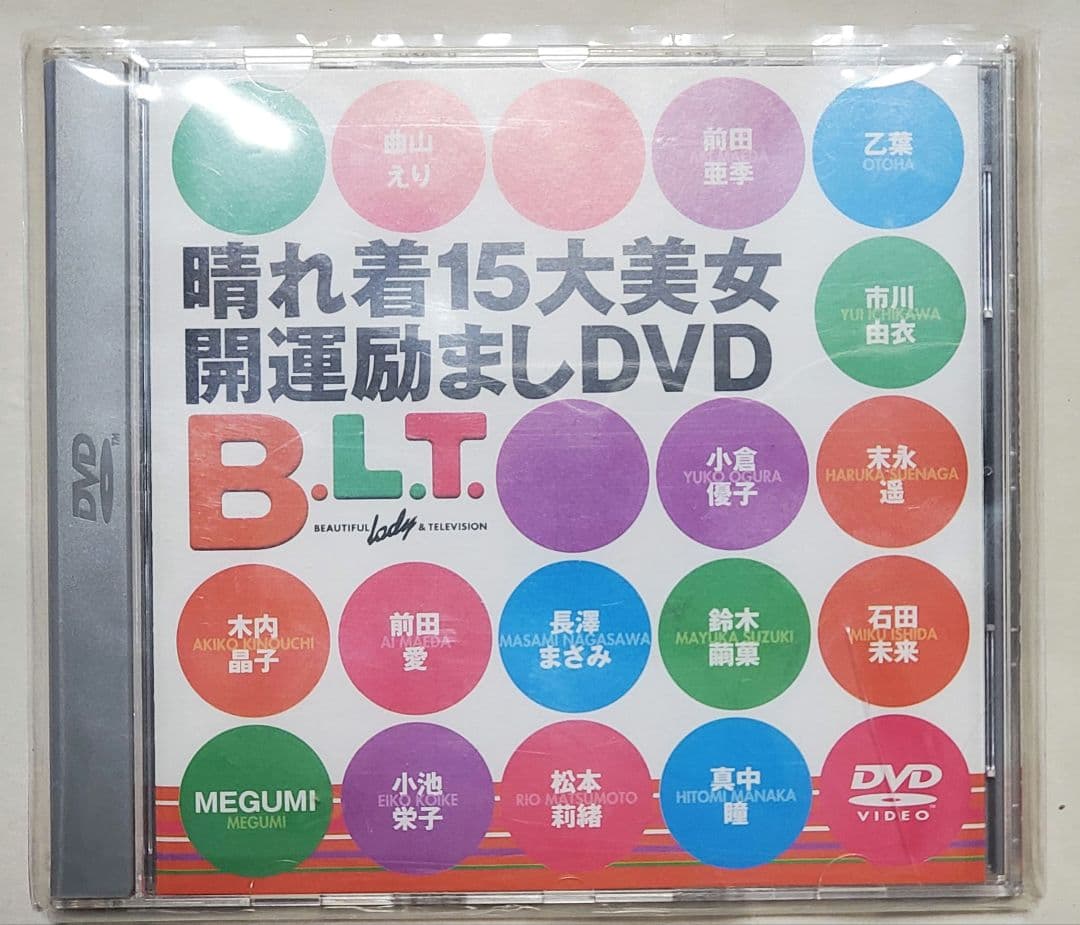 曲山
えり
前田
亜季
乙葉
OTOHA
晴れ着15大美女
開運励ましDVD
市川
YUI ICHIKAWA
由衣
B.L.T.
BEAUTIFUL Lady & TELEVISION
小倉
YUKO OGURA
優子
末永
HARUKA SUENAGA
遥
木内
AKIKO KINOUCHI
晶子
前田
AI MAEDA
愛
長澤
MASAMI NAGASAWA
まさみ
鈴木
MAYUKA SUZUKI
繭菓
石田
MIKU ISHIDA
未来
MEGUMI
MEGUMI
小池
EIKO KOIKE
栄子
松本
RIO MATSUMOTO
莉緒
真中
HITOMI MANAKA
瞳
DVD
VIDEO
DVD